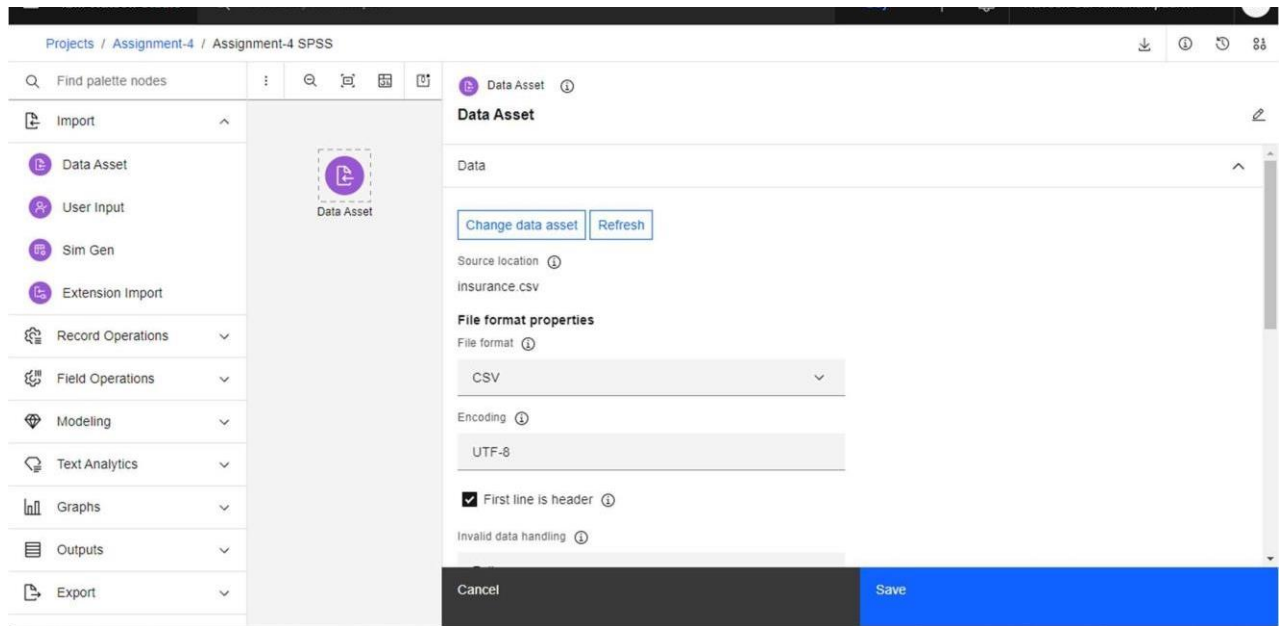 Projects / Assignment-4 / Assignment-4 SPSS
Find palette nodes
Import
Data Asset
User Input
Sim Gen
Extension Import
Record Operations
Field Operations
Modeling
Text Analytics
Graphs
Outputs
Export
Data Asset
Data Asset
Data Asset
Data
Change data asset Refresh
Source location
insurance.csv
File format properties
File format
CSV
Encoding
UTF-8
First line is header
Invalid data handling
Cancel Save